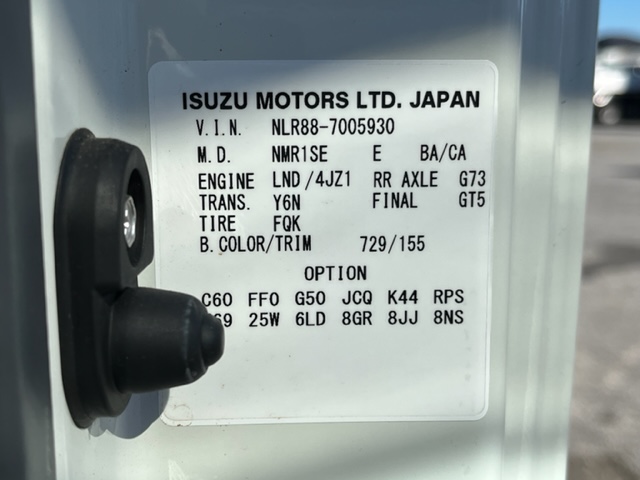 ISUZU MOTORS LTD. JAPAN
V.I.N. NLR88-7005930
M.D. NMR1SE E BA/CA
ENGINE LND/4JZ1 RR AXLE G73
TRANS. Y6N FINAL GT5
TIRE FQK
B.COLOR/TRIM 729/155
OPTION
C60 FF0 G50 JCQ K44 RPS
25W 6LD 8GR 8JJ 8NS